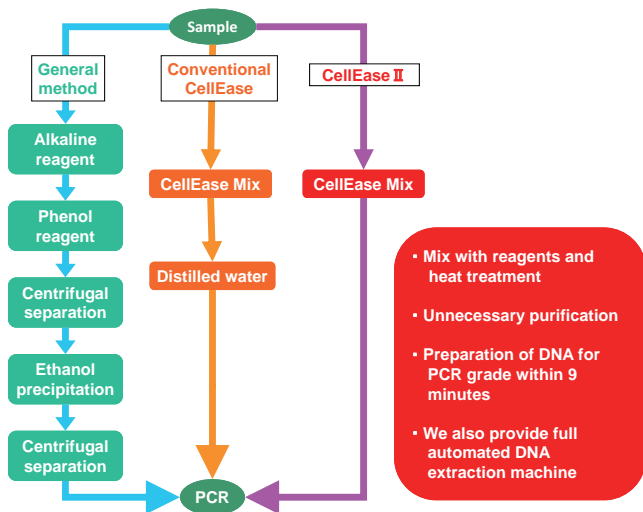 Sample
General
method
Conventional
CellEase
CellEase Ⅱ
Alkaline
reagent
CellEase Mix
CellEase Mix
Phenol
reagent
Distilled water
Centrifugal
separation
Ethanol
precipitation
Centrifugal
separation
PCR
・Mix with reagents and
heat treatment
・Unnecessary purification
・Preparation of DNA for
PCR grade within 9
minutes
・We also provide full
automated DNA
extraction machine